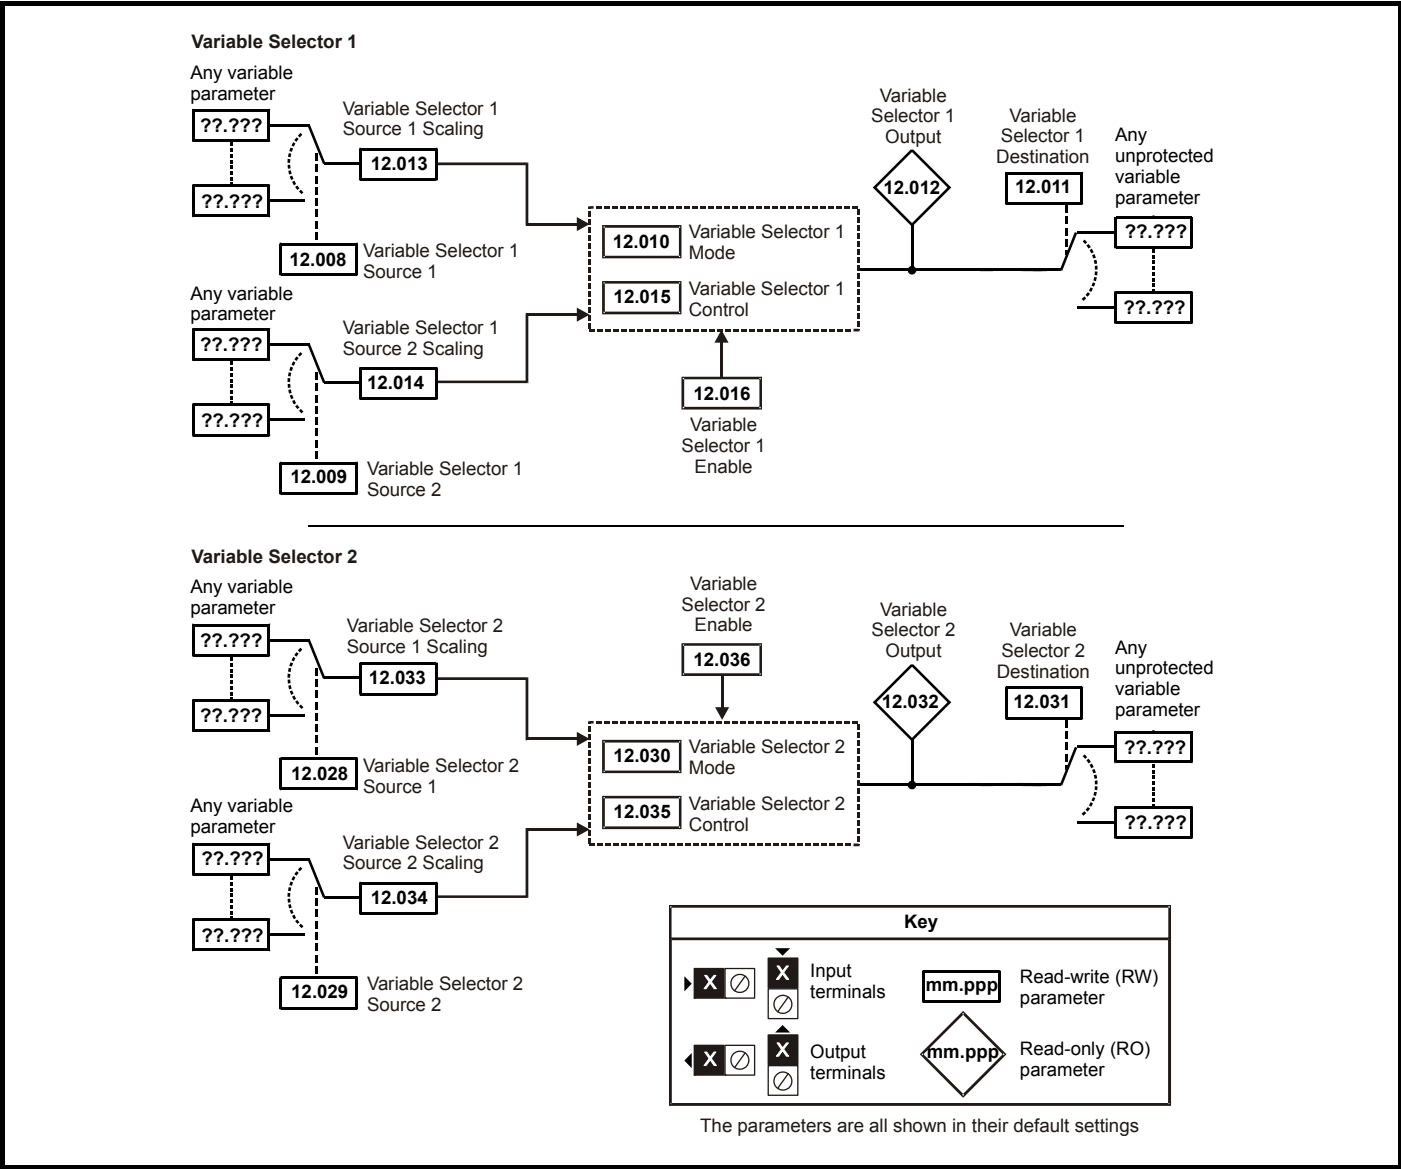 Variable Selector 1
Any variable
parameter
??.???
??.???
Variable Selector 1
Source 1 Scaling
12.013
12.008
Variable Selector 1
Source 1
Any variable
parameter
??.???
??.???
Variable Selector 1
Source 2 Scaling
12.014
12.009
Variable Selector 1
Source 2
12.010
Variable Selector 1
Mode
12.015
Variable Selector 1
Control
12.016
Variable
Selector 1
Enable
Variable
Selector 1
Output
12.012
Variable
Selector 1
Destination
12.011
Any
unprotected
variable
parameter
??.???
??.???
Variable Selector 2
Any variable
parameter
??.???
??.???
Variable Selector 2
Source 1 Scaling
12.033
12.028
Variable Selector 2
Source 1
Any variable
parameter
??.???
??.???
Variable Selector 2
Source 2 Scaling
12.034
12.029
Variable Selector 2
Source 2
Variable
Selector 2
Enable
12.036
12.030
Variable Selector 2
Mode
12.035
Variable Selector 2
Control
Variable
Selector 2
Output
12.032
Variable
Selector 2
Destination
12.031
Any
unprotected
variable
parameter
??.???
??.???
Key
X
X
Input
terminals
mm.ppp
Read-write (RW)
parameter
X
X
Output
terminals
mm.ppp
Read-only (RO)
parameter
The parameters are all shown in their default settings